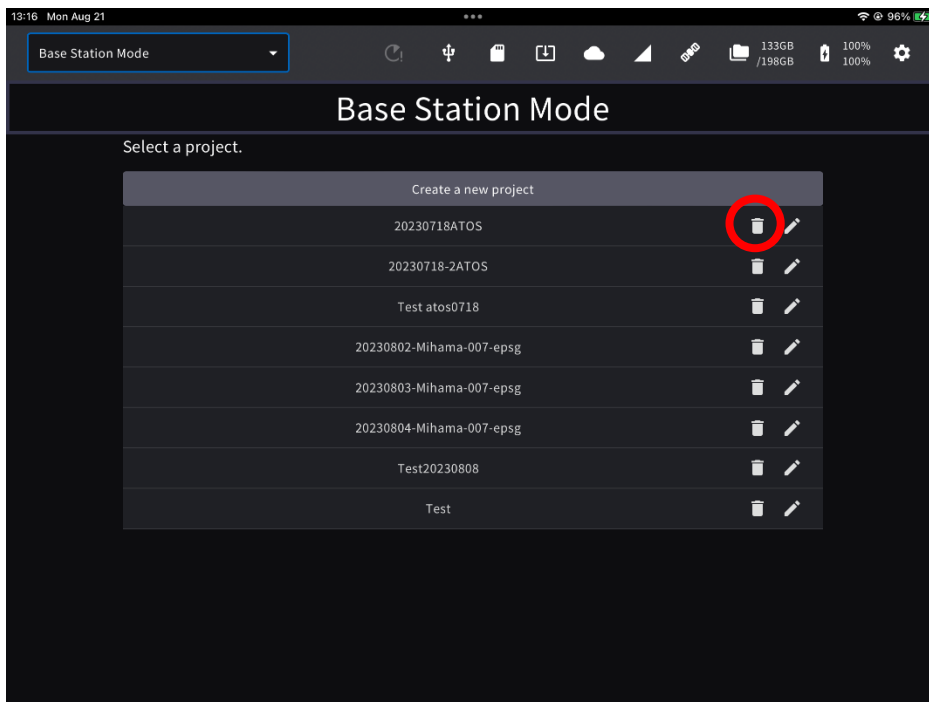 13:16 Mon Aug 21
96%
Base Station Mode
133GB
/198GB
100%
100%
Base Station Mode
Select a project.
Create a new project
20230718ATOS
20230718-2ATOS
Test atos0718
20230802-Mihama-007-epsg
20230803-Mihama-007-epsg
20230804-Mihama-007-epsg
Test20230808
Test